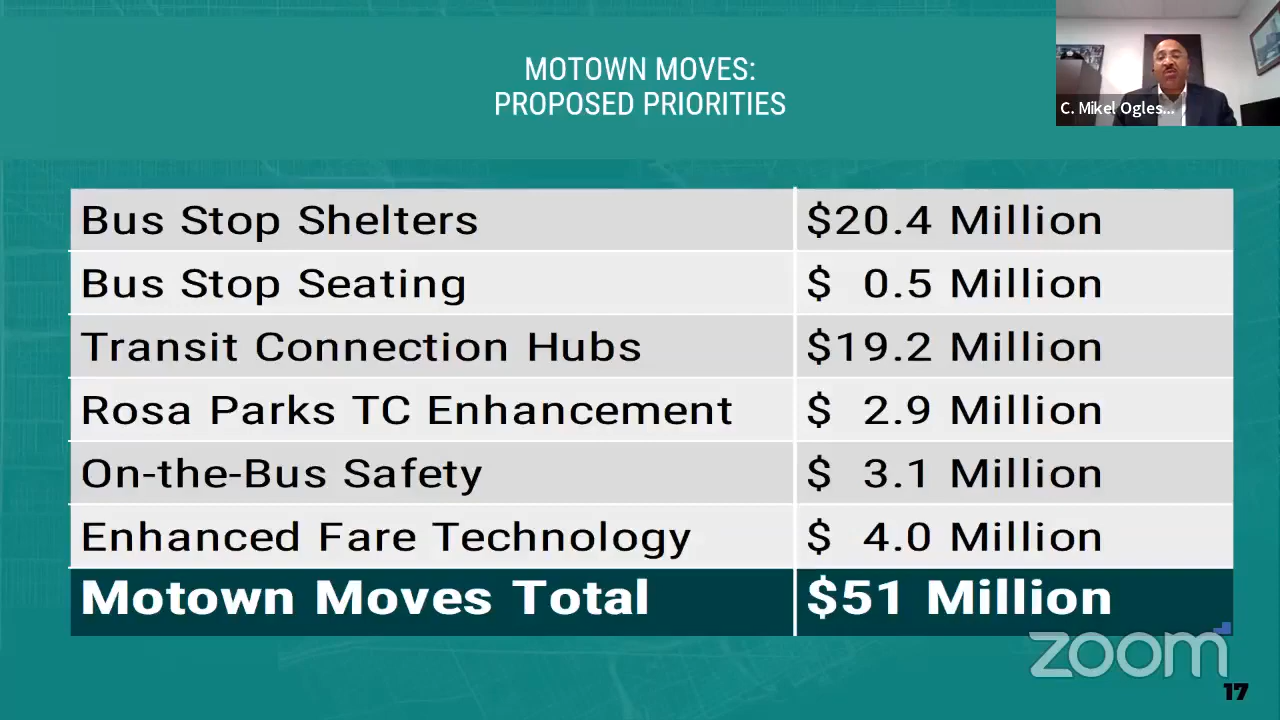 MOTOWN MOVES:
PROPOSED PRIORITIES
C. Mikel Ogles...
Bus Stop Shelters $20.4 Million
Bus Stop Seating $ 0.5 Million
Transit Connection Hubs $19.2 Million
Rosa Parks TC Enhancement $ 2.9 Million
On-the-Bus Safety $ 3.1 Million
Enhanced Fare Technology $ 4.0 Million
Motown Moves Total $51 Million
zoom
17